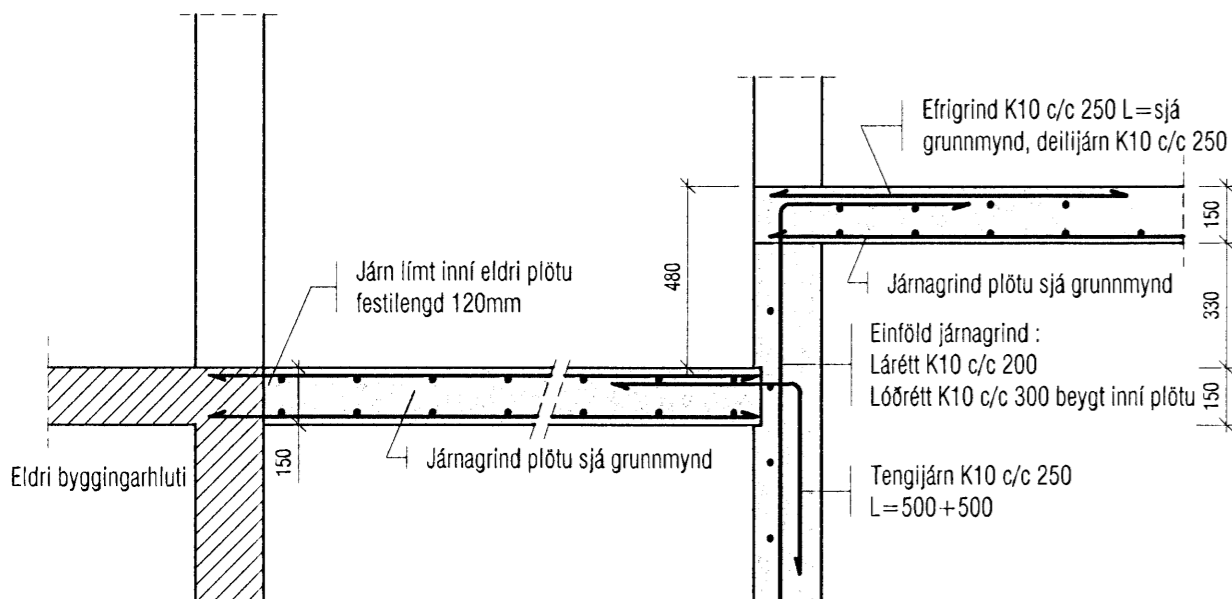 Efrigrind K10 c/c 250 L=sjá
grunnmynd, deilijárn K10 c/c 250
150
480
Járn límt inní eldri plötu
festilengd 120mm
Járnagrind plötu sjá grunnmynd
330
Einföld járnagrind :
Lárétt K10 c/c 200
Lóðrétt K10 c/c 300 beygt inní plötu
150
150
Járnagrind plötu sjá grunnmynd
Eldri byggingarhluti
Tengijárn K10 c/c 250
L=500+500